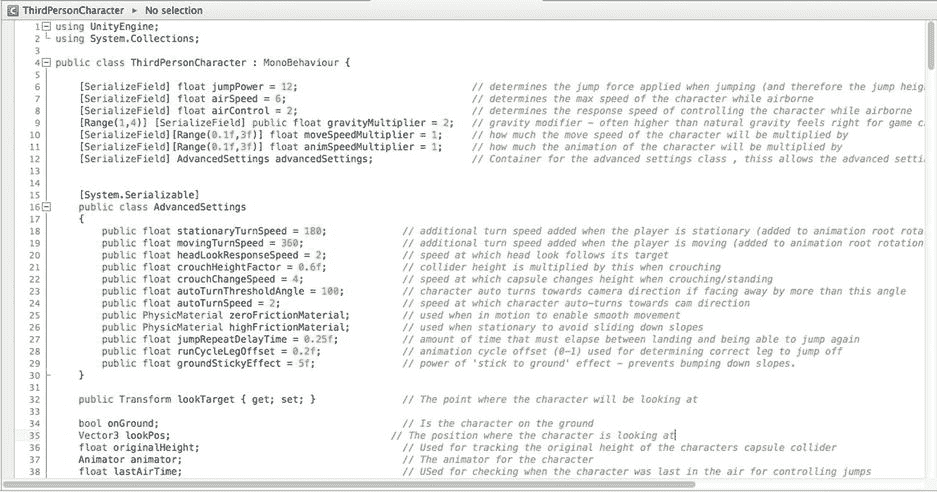 ThirdPersonCharacter ▸ No selection
1 using UnityEngine;
2 using System.Collections;
3
4 public class ThirdPersonCharacter : MonoBehaviour {
5
6 [SerializeField] float jumpPower = 12; // determines the jump force applied when jumping (and therefore the jump heig
7 [SerializeField] float airSpeed = 6; // determines the max speed of the character while airborne
8 [SerializeField] float airControl = 2; // determines the response speed of controlling the character while airborne
9 [Range(1,4)] [SerializeField] public float gravityMultiplier = 2; // gravity modifier - often higher than natural gravity feels right for game c
10 [SerializeField][Range(0.1f,3f)] float moveSpeedMultiplier = 1; // how much the move speed of the character will be multiplied by
11 [SerializeField][Range(0.1f,3f)] float animSpeedMultiplier = 1; // how much the animation of the character will be multiplied by
12 [SerializeField] AdvancedSettings advancedSettings; // Container for the advanced settings class , thiss allows the advanced setti
13
14
15 [System.Serializable]
16 public class AdvancedSettings
17 {
18 public float stationaryTurnSpeed = 180; // additional turn speed added when the player is stationary (added to animation root rota
19 public float movingTurnSpeed = 360; // additional turn speed added when the player is moving (added to animation root rotation
20 public float headLookResponseSpeed = 2; // speed at which head look follows its target
21 public float crouchHeightFactor = 0.6f; // collider height is multiplied by this when crouching
22 public float crouchChangeSpeed = 4; // speed at which capsule changes height when crouching/standing
23 public float autoTurnThresholdAngle = 100; // character auto turns towards camera direction if facing away by more than this angle
24 public float autoTurnSpeed = 2; // speed at which character auto-turns towards cam direction
25 public PhysicMaterial zeroFrictionMaterial; // used when in motion to enable smooth movement
26 public PhysicMaterial highFrictionMaterial; // used when stationary to avoid sliding down slopes
27 public float jumpRepeatDelayTime = 0.25f; // amount of time that must elapse between landing and being able to jump again
28 public float runCycleLegOffset = 0.2f; // animation cycle offset (0-1) used for determining correct leg to jump off
29 public float groundStickyEffect = 5f; // power of 'stick to ground' effect - prevents bumping down slopes.
30 }
31
32 public Transform lookTarget { get; set; } // The point where the character will be looking at
33
34 bool onGround; // Is the character on the ground
35 Vector3 lookPos; // The position where the character is looking at
36 float originalHeight; // Used for tracking the original height of the characters capsule collider
37 Animator animator; // The animator for the character
38 float lastAirTime; // USed for checking when the character was last in the air for controlling jumps